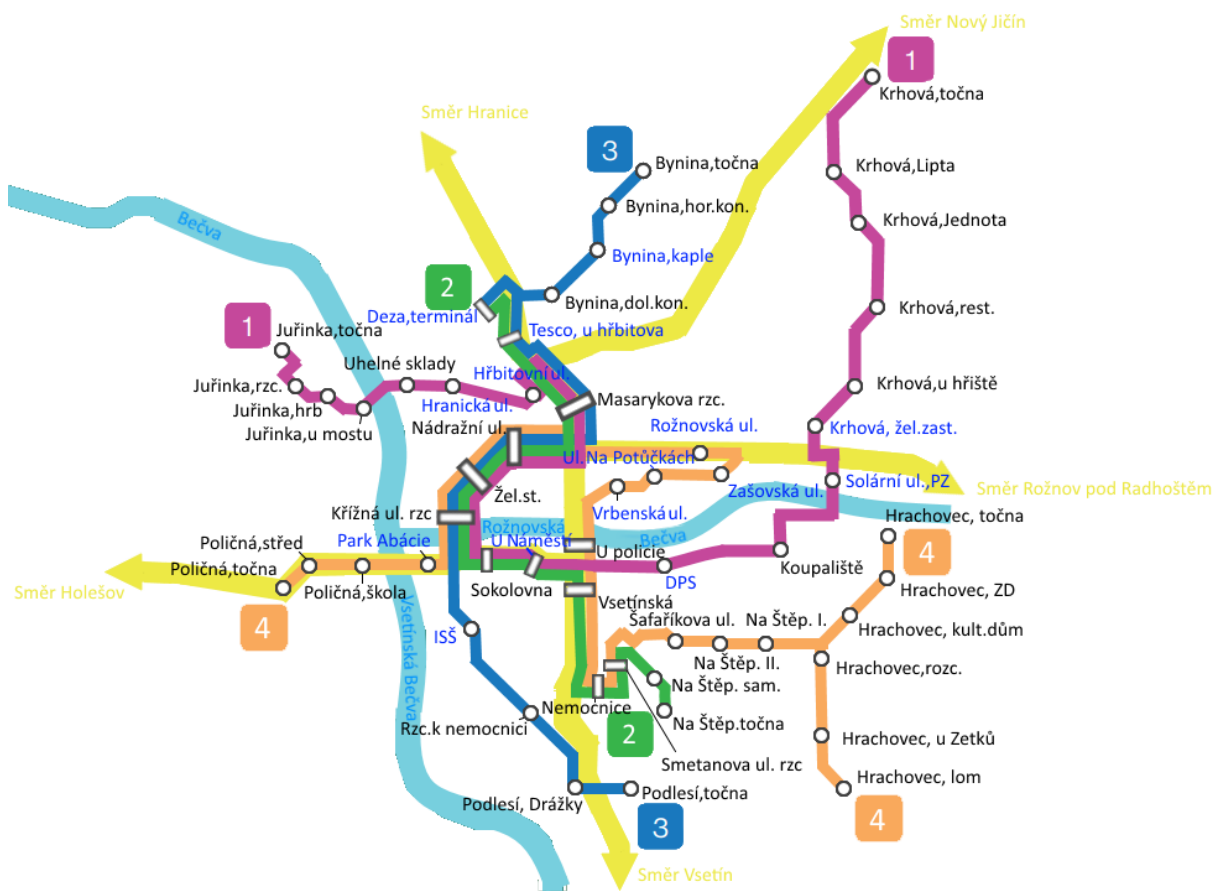 Směr Nový Jičín
1
Krhová,točna
Směr Hranice
3
Bynina,točna
Krhová,Lipta
Bynina,hor.kon.
Krhová,Jednota
Bečva
Bynina,kaple
2
Bynina,dol.kon.
Krhová,rest.
Deza,terminál
1
Juřinka,točna
Tesco, u hřbitova
Uhelné sklady
Hřbitovní ul.
Juřinka,rzc.
Krhová,u hřiště
Juřinka,hrb
Hranická ul.
Masarykova rzc.
Juřinka,u mostu
Nádražní ul.
Rožnovská ul.
Krhová, žel.zast.
Ul.Na Potůčkách
Žel.st.
Zašovská ul.
Solární ul.,PZ
Směr Rožnov pod Radhoštěm
Křížná ul. rzc
Vrbenská ul.
Hrachovec, točna
Rožnovská
Bečva
Poličná,střed
Park Abácie
U Náměstí
U policie
4
Poličná,točna
Koupaliště
Směr Holešov
Poličná,škola
Sokolovna
DPS
Hrachovec, ZD
4
Vsetínská
Vsetínská Bečva
Šafaříkova ul.
Na Štěp. I.
Hrachovec, kult.dům
ISŠ
Na Štěp. II.
Hrachovec,rozc.
Na Štěp. sam.
Nemocnice
Rzc.k nemocnici
2
Na Štěp.točna
Hrachovec, u Zetků
Smetanova ul. rzc
Hrachovec, lom
Podlesí, Drážky
Podlesí,točna
3
4
Směr Vsetín